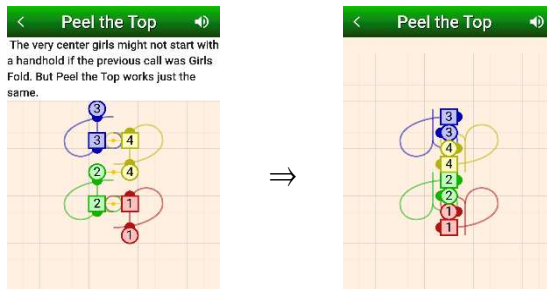 Peel the Top
The very center girls might not start with
a handhold if the previous call was Girls
Fold. But Peel the Top works just the
same.
3
3 4
2 4
2 1
1
⇒
Peel the Top
3
3
4
4
2
2
1
1